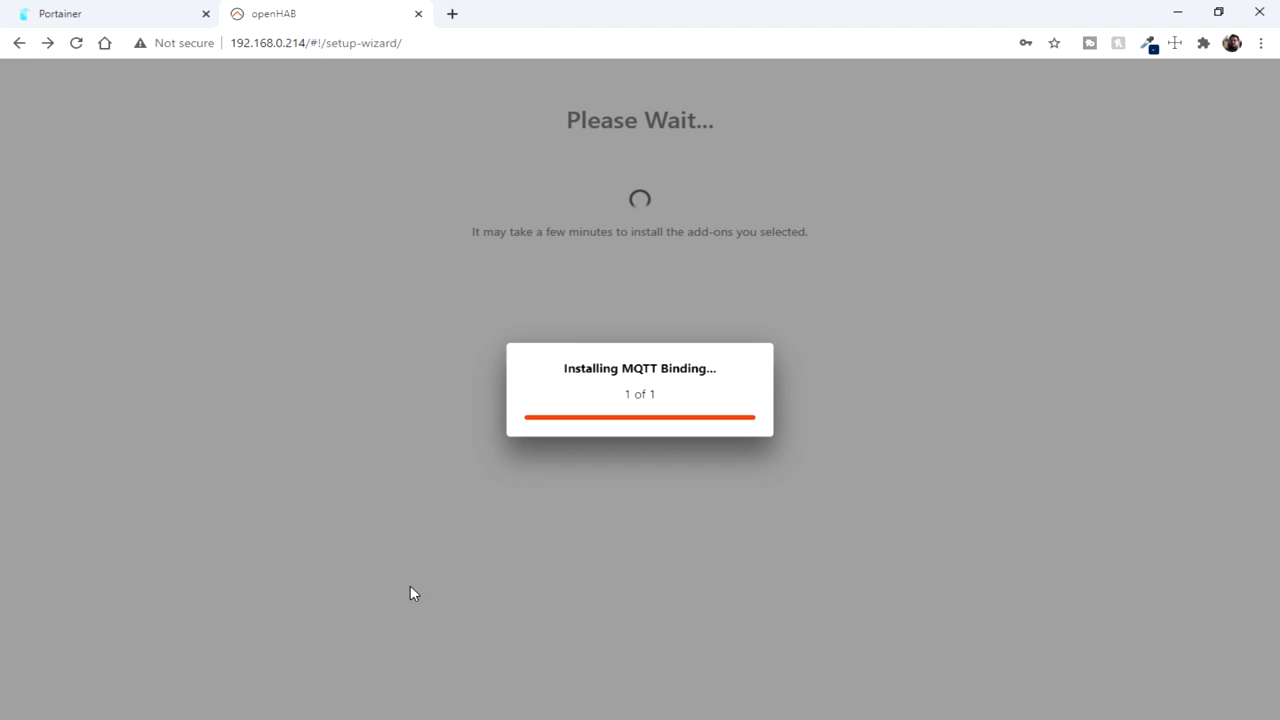 Portainer
openHAB
Not secure
192.168.0.214/#!/setup-wizard/
Please Wait...
It may take a few minutes to install the add-ons you selected.
Installing MQTT Binding...
1 of 1